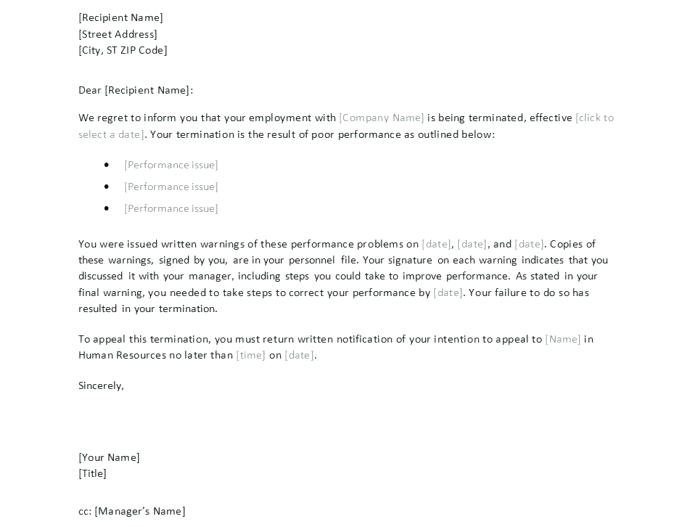 [Recipient Name]
[Street Address]
[City, ST ZIP Code]
Dear [Recipient Name]:
We regret to inform you that your employment with [Company Name] is being terminated, effective [click to
select a date]. Your termination is the result of poor performance as outlined below:
• [Performance issue]
• [Performance issue]
• [Performance issue]
You were issued written warnings of these performance problems on [date], [date], and [date]. Copies of
these warnings, signed by you, are in your personnel file. Your signature on each warning indicates that you
discussed it with your manager, including steps you could take to improve performance. As stated in your
final warning, you needed to take steps to correct your performance by [date]. Your failure to do so has
resulted in your termination.
To appeal this termination, you must return written notification of your intention to appeal to [Name] in
Human Resources no later than [time] on [date].
Sincerely,
[Your Name]
[Title]
cc: [Manager's Name]